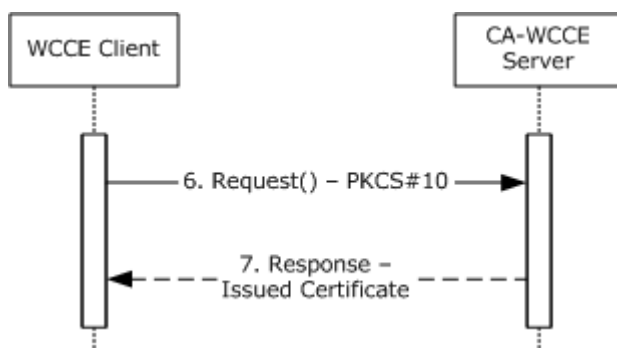 WCCE Client
CA-WCCE
Server
6. Request() – PKCS#10
7. Response –
Issued Certificate